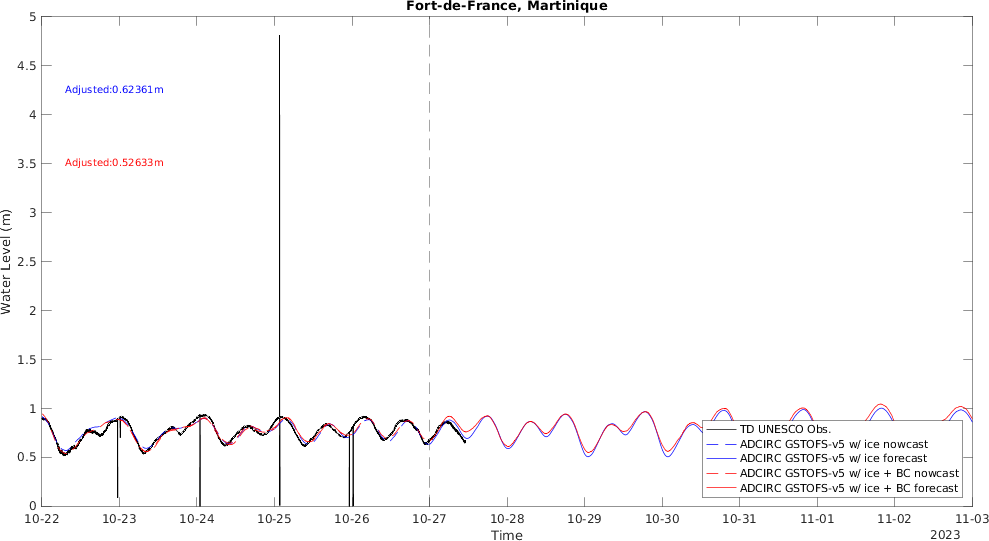 Fort-de-France, Martinique
Water Level (m)
5
4.5
4
3.5
3
2.5
2
1.5
1
0.5
0
Adjusted:0.62361m
Adjusted:0.52633m
TD UNESCO Obs.
ADCIRC GSTOFS-v5 w/ ice nowcast
ADCIRC GSTOFS-v5 w/ ice forecast
ADCIRC GSTOFS-v5 w/ ice + BC nowcast
ADCIRC GSTOFS-v5 w/ ice + BC forecast
10-22 10-23 10-24 10-25 10-26 10-27 10-28 10-29 10-30 10-31 11-01 11-02 11-03
Time
2023